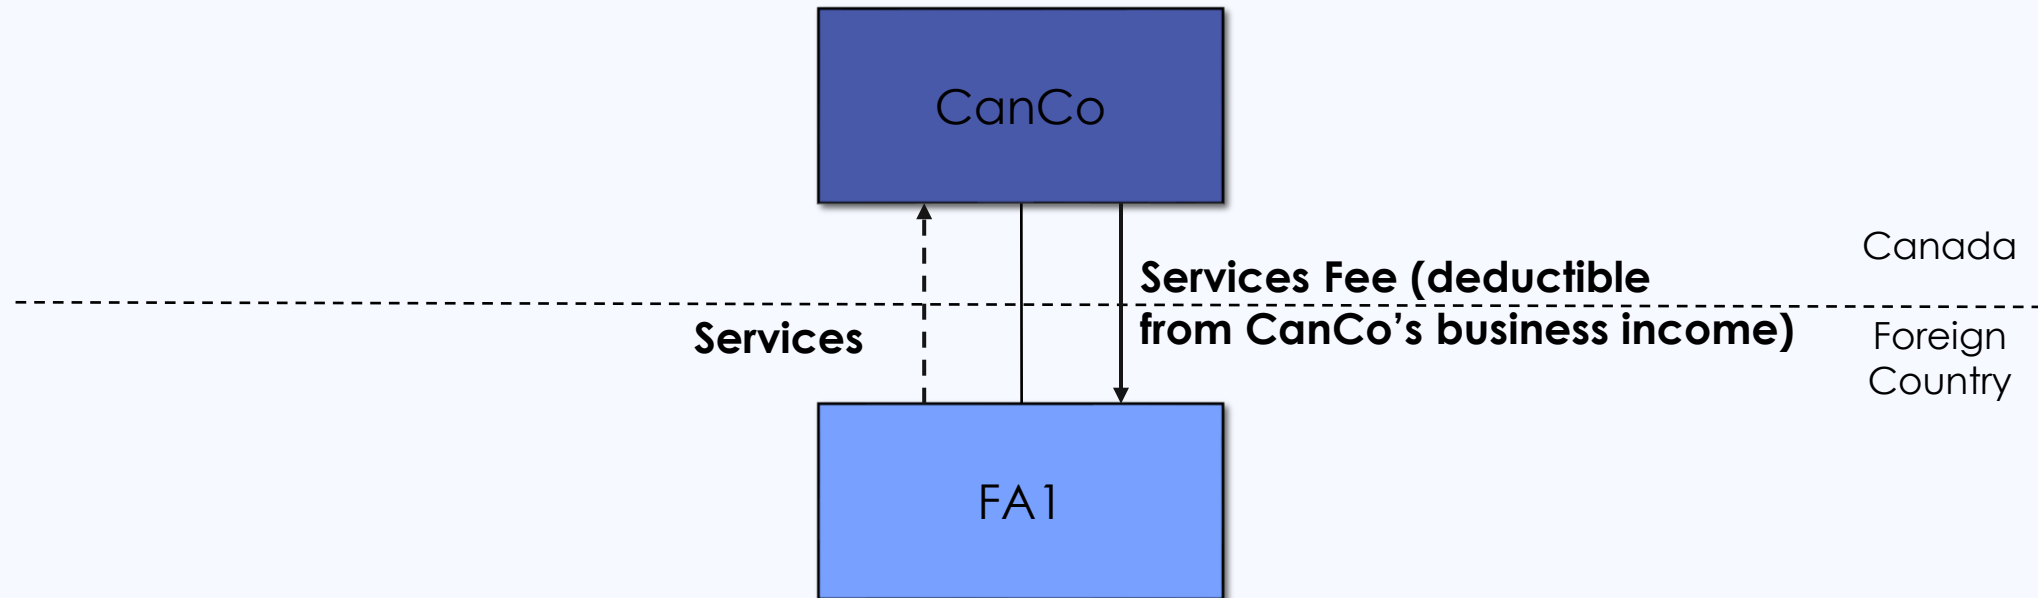 CanCo
Canada
Services Fee (deductible
from CanCo’s business income)
Services
Foreign
Country
FA1